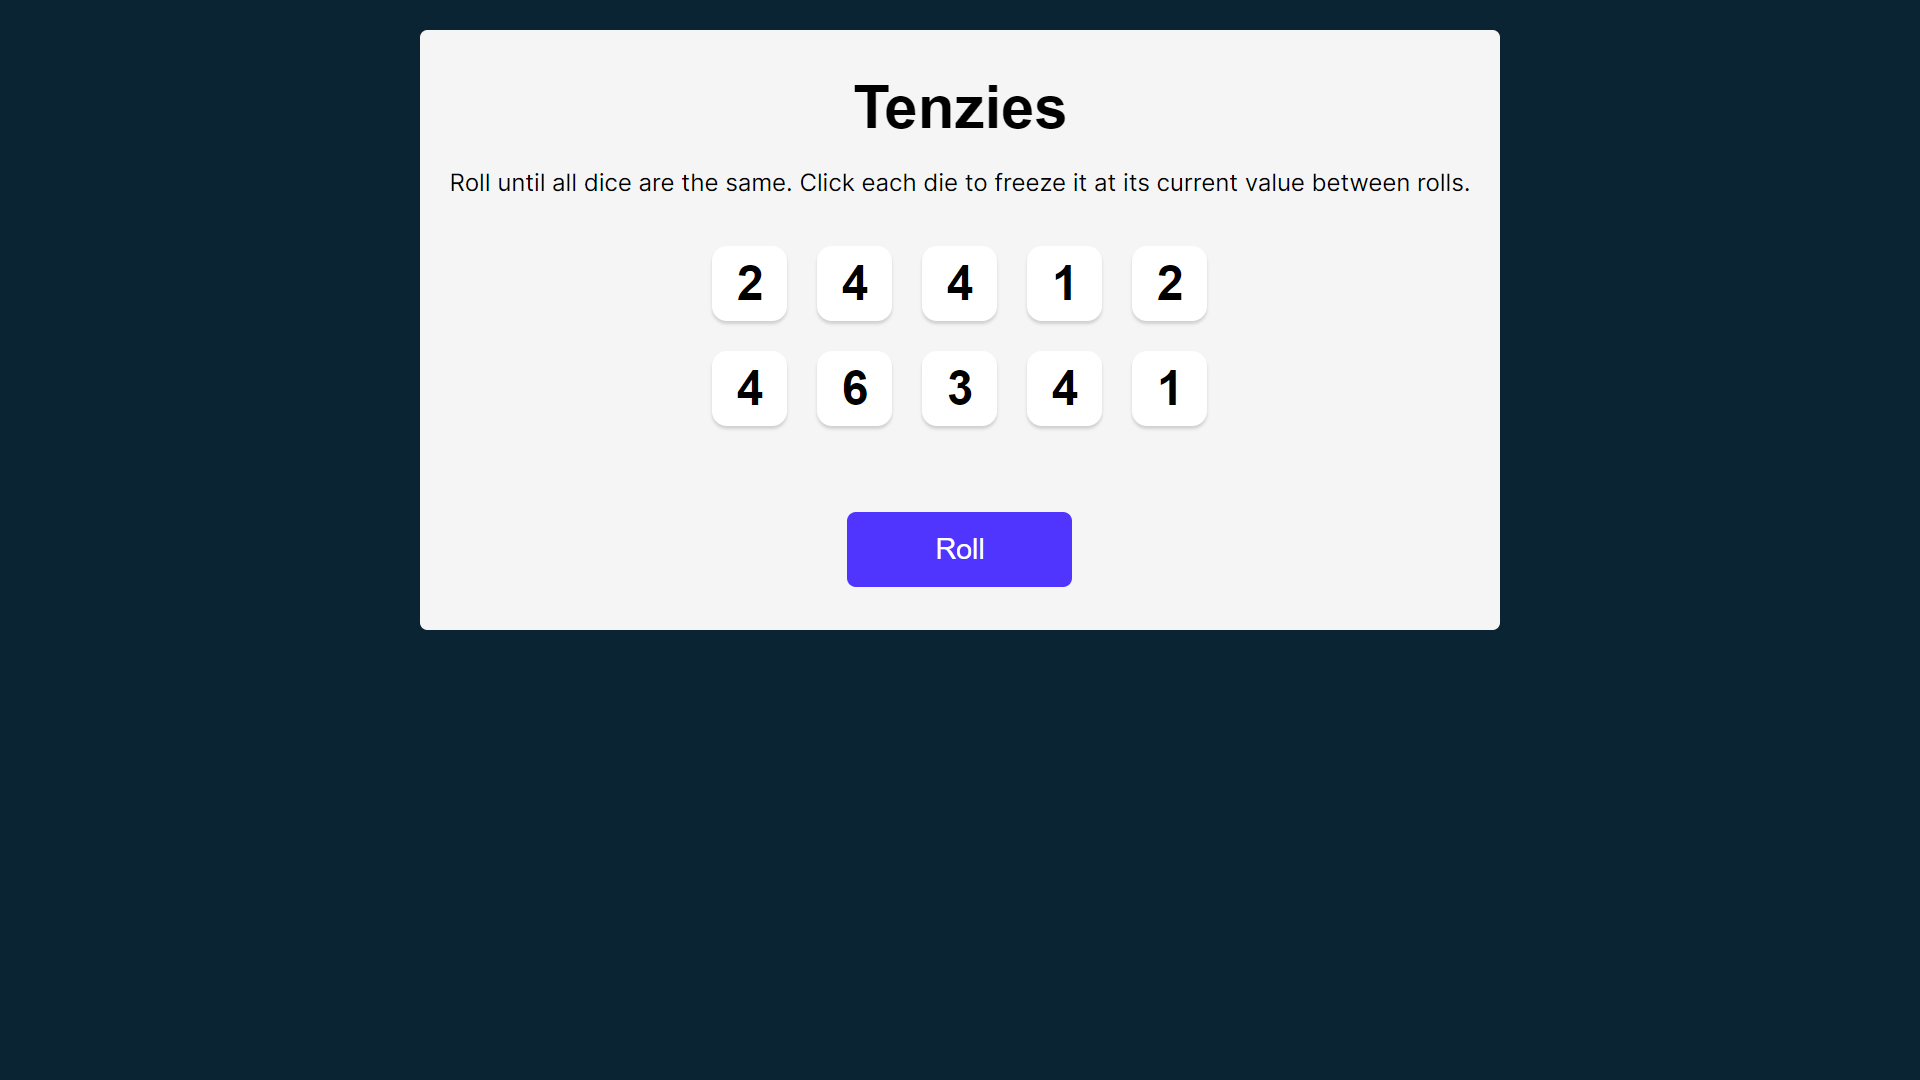 Tenzies
Roll until all dice are the same. Click each die to freeze it at its current value between rolls.
2 4 4 1 2
4 6 3 4 1
Roll